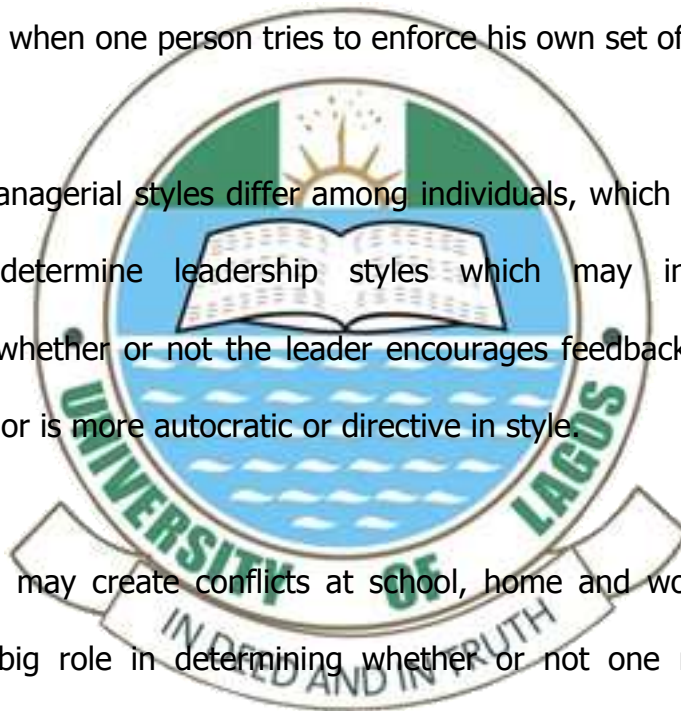 when one person tries to enforce his own set of
anagerial styles differ among individuals, which
determine leadership styles which may in
whether or not the leader encourages feedback
or is more autocratic or directive in style.
may create conflicts at school, home and wo
big role in determining whether or not one
UNIVERSITY OF LAGOS
IN DEED AND IN TRUTH